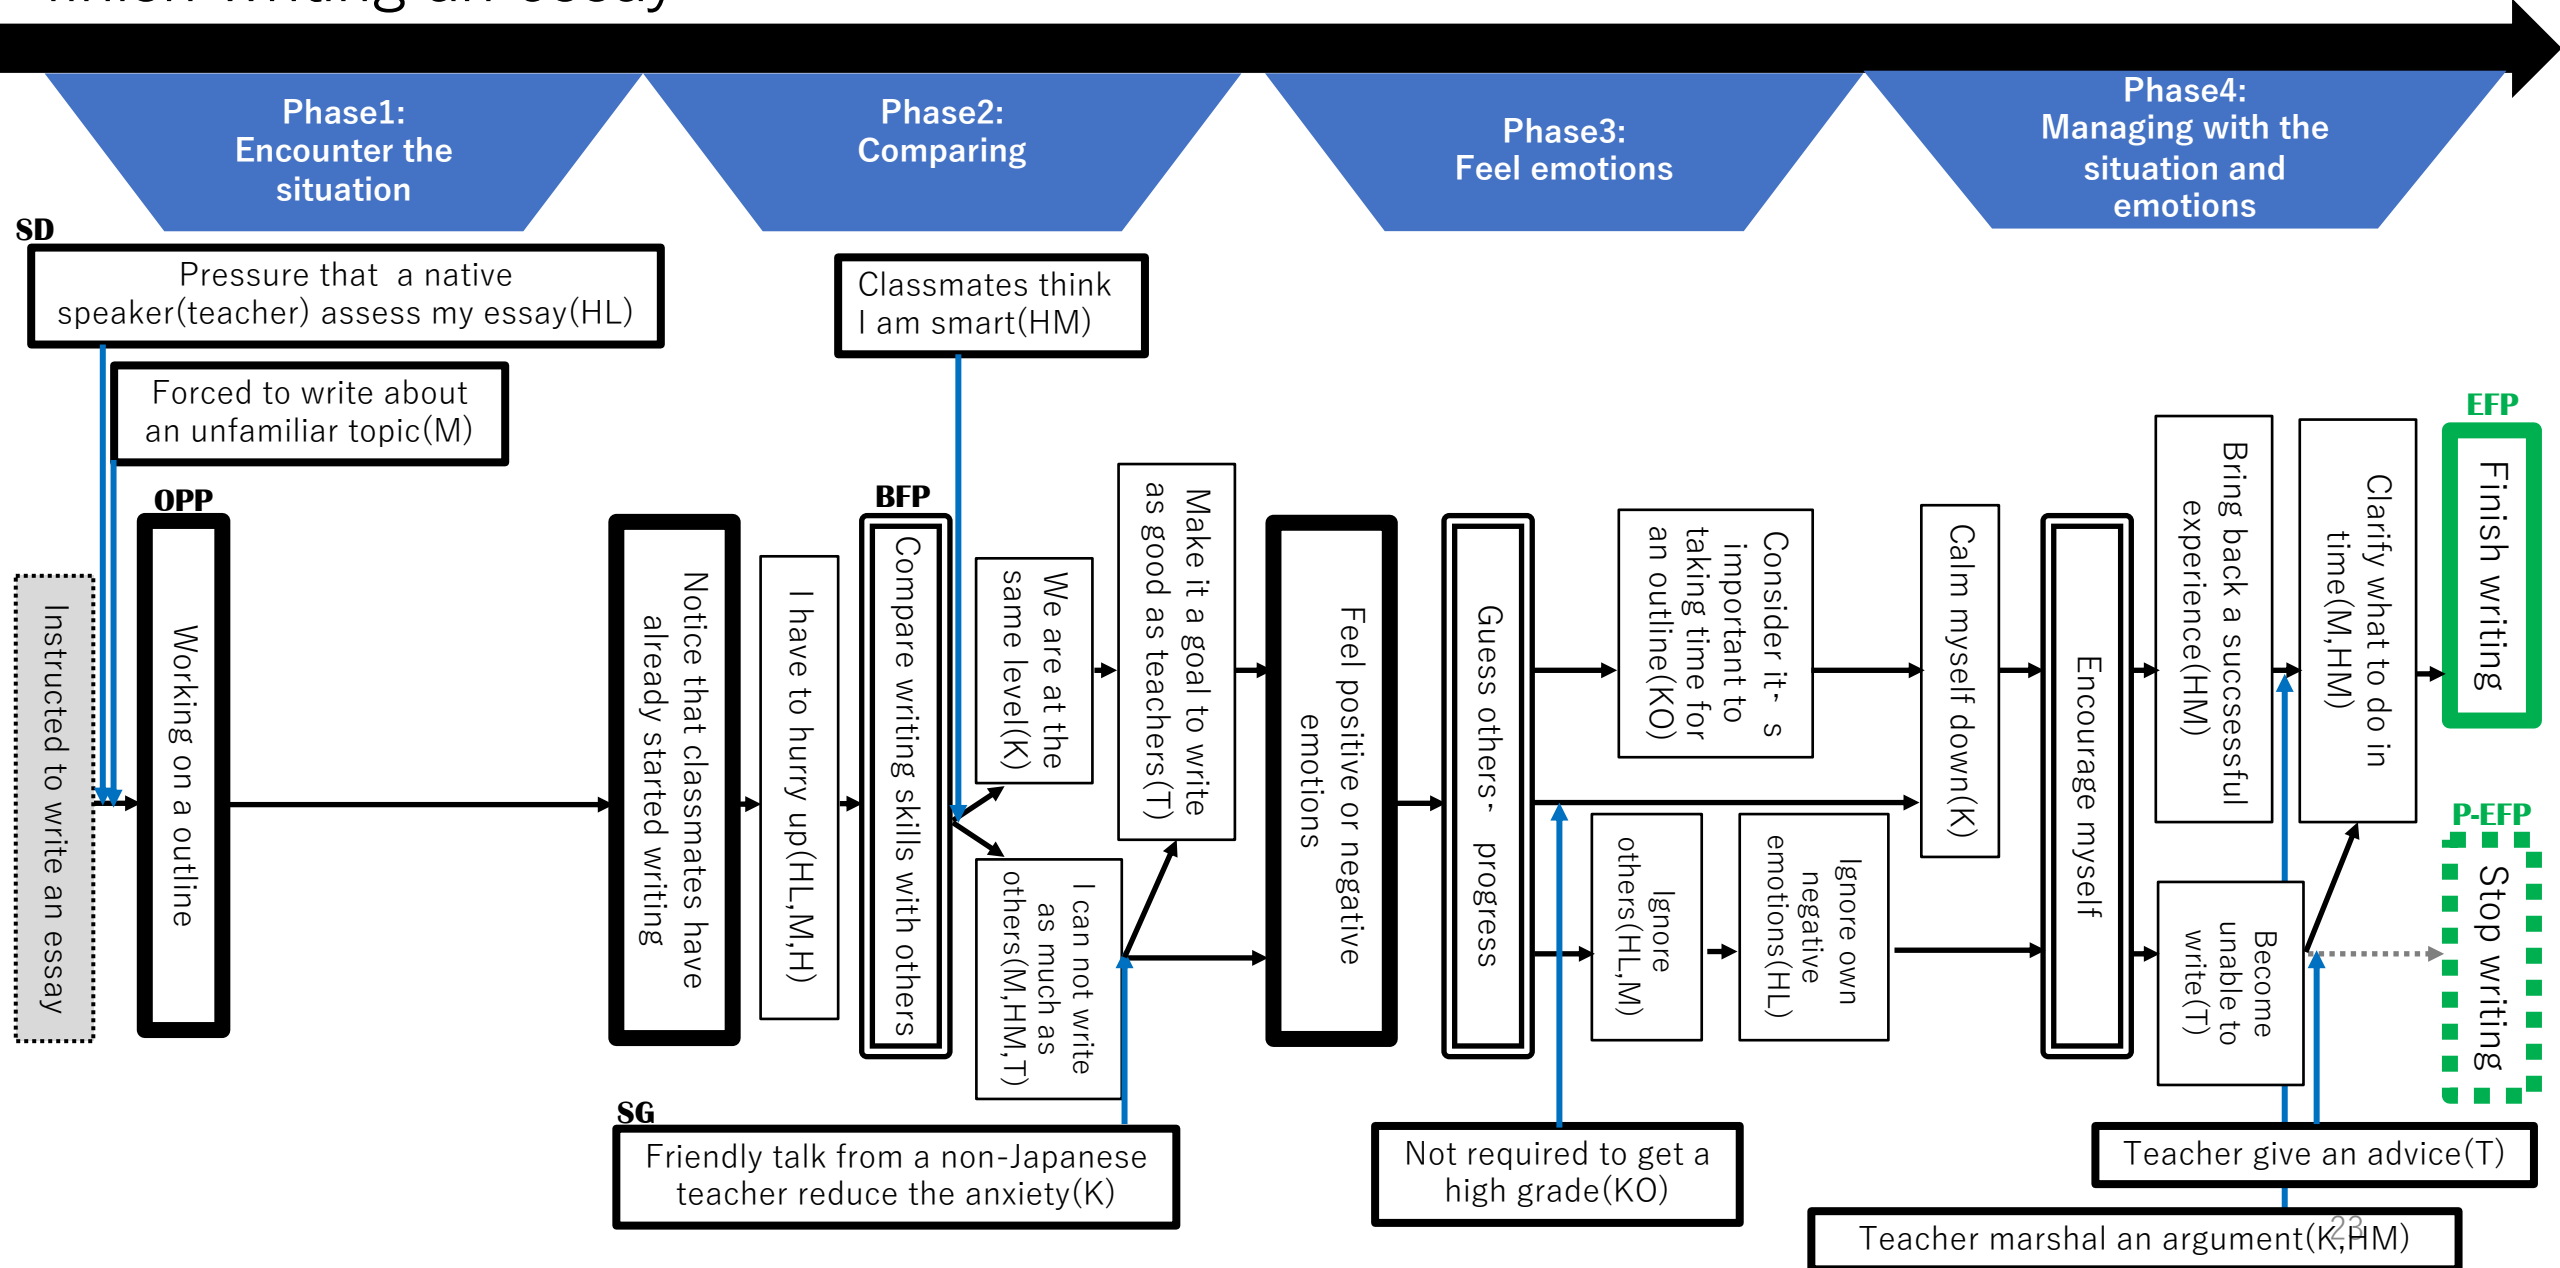 finish writing an essay
Phase1:
Encounter the
situation
Phase2:
Comparing
Phase3:
Feel emotions
Phase4:
Managing with the
situation and
emotions
SD
Pressure that a native
speaker(teacher) assess my essay(HL)
Forced to write about
an unfamiliar topic(M)
Classmates think
I am smart(HM)
Instructed to write an essay
OPP
Working on a outline
Notice that classmates have
already started writing
I have to hurry up(HL,M,H)
BFP
Compare writing skills with others
We are at the
same level(K)
I can not write
as much as
others(M,HM,T)
Make it a goal to write
as good as teachers(T)
Feel positive or negative
emotions
Guess others’ progress
Consider it’s
important to
taking time for
an outline(KO)
Ignore
others(HL,M)
Ignore own
negative
emotions(HL)
Calm myself down(K)
Encourage myself
Bring back a successful
experience(HM)
Become
unable to
write(T)
Clarify what to do in
time(M,HM)
EFP
Finish writing
P-EFP
Stop writing
SG
Friendly talk from a non-Japanese
teacher reduce the anxiety(K)
Not required to get a
high grade(KO)
Teacher give an advice(T)
Teacher marshal an argument(K,HM)
23